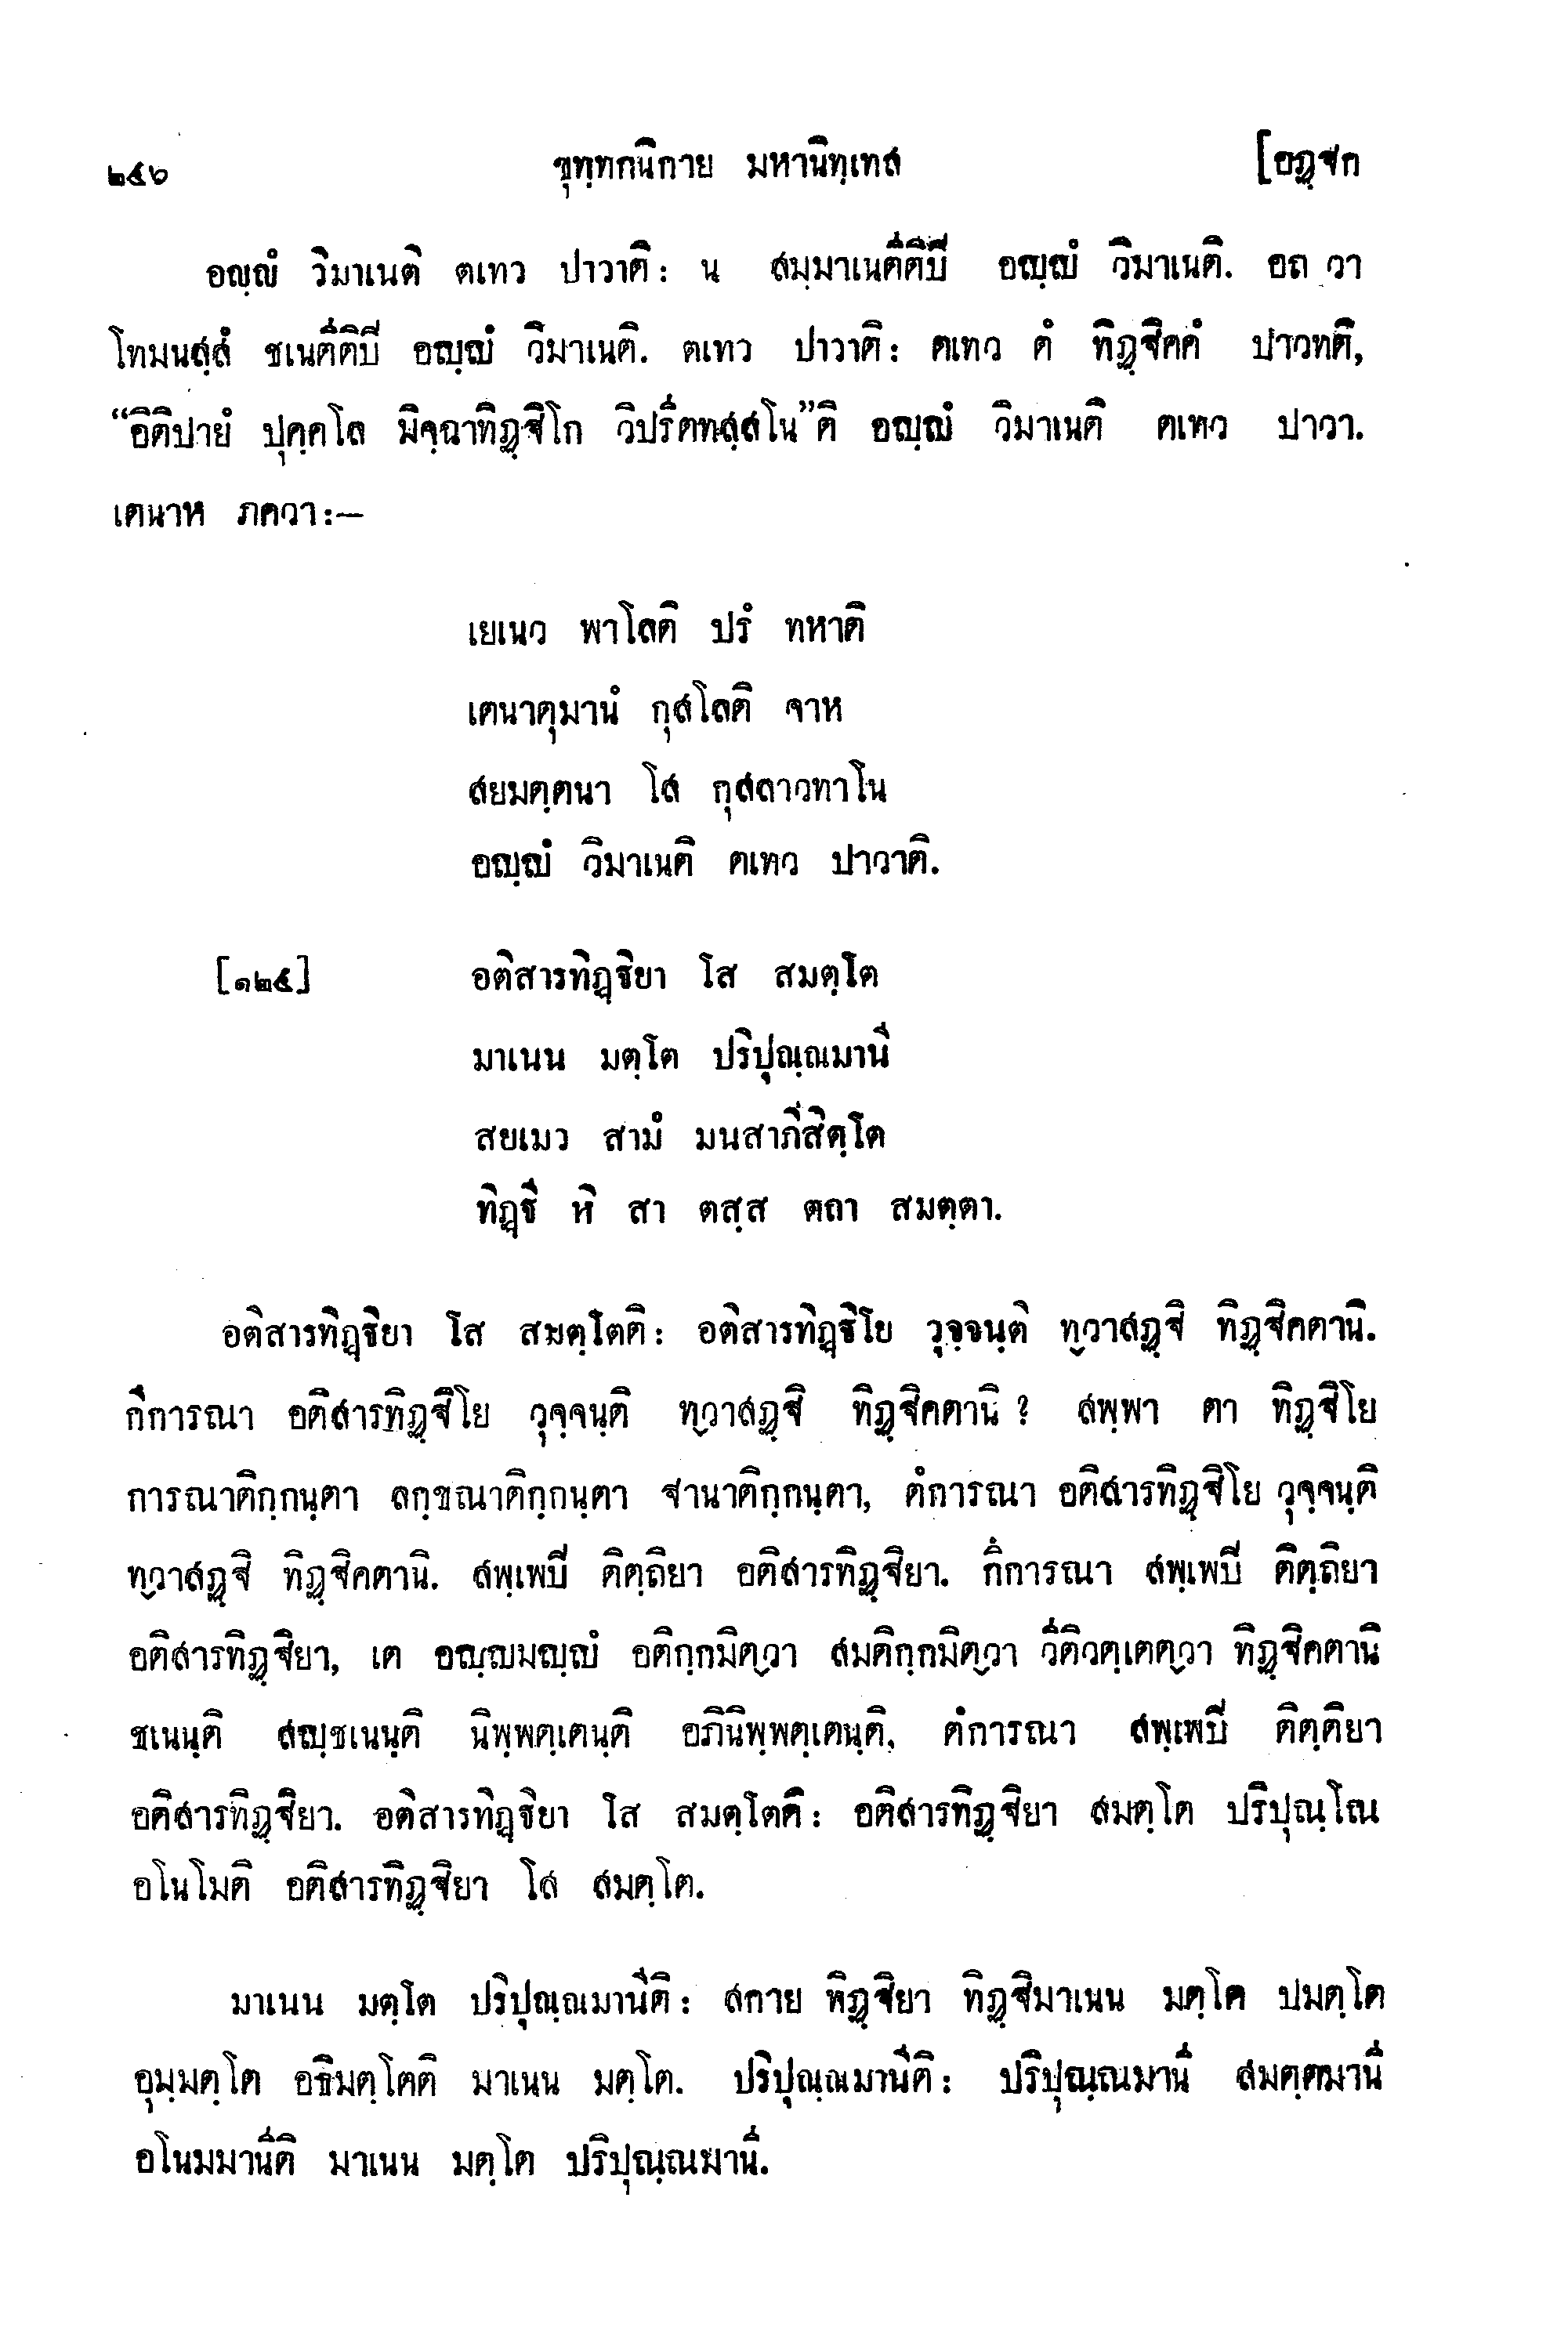 ๒๕๖ ขุทฺทกนิกาย มหานิทฺเทส [อฏฺฐก
อญฺญํ วิมาเนติ ตเทว ปาวาติ: น สมฺมาเนตีติปี อญฺญํ วิมาเนติ. อถ วา
โทมนสฺสํ ชเนตีติปี อญฺญํ วิมาเนติ. ตเทว ปาวาติ: ตเทว ตํ ทิฏฺฐิคตํ ปาวทติ,
“อิติปายํ ปุคฺคโล มิจฺฉาทิฏฺฐิโก วิปรีตทสฺสโน”ติ อญฺญํ วิมาเนติ ตเทว ปาวา.
เตนาห ภควา:—
เยเนว พาโลติ ปรํ ทหาติ
เตนาตุมานํ กุสโลติ จาห
สยมตฺตนา โส กุสลาวทาโน
อญฺญํ วิมาเนติ ตเทว ปาวาติ.
[๑๒๕] อติสารทิฏฺฐิยา โส สมตฺโต
มาเนน มตฺโต ปริปุณฺณมานี
สยเมว สามํ มนสาภิสิตฺโต
ทิฏฺฐี หิ สา ตสฺส ตถา สมตฺตา.
อติสารทิฏฺฐิยา โส สมตฺโตติ: อติสารทิฏฺฐิโย วุจฺจนฺติ ทฺวาสฏฺฐี ทิฏฺฐิคตานิ.
กึการณา อติสารทิฏฺฐิโย วุจฺจนฺติ ทฺวาสฏฺฐี ทิฏฺฐิคตานิ? สพฺพา ตา ทิฏฺฐิโย
การณาติกฺกนฺตา ลกฺขณาติกฺกนฺตา ฐานาติกฺกนฺตา, ตํการณา อติสารทิฏฺฐิโย วุจฺจนฺติ
ทฺวาสฏฺฐี ทิฏฺฐิคตานิ. สพฺเพปี ติตฺถิยา อติสารทิฏฺฐิยา. กึการณา สพฺเพปี ติตฺถิยา
อติสารทิฏฺฐิยา, เต อญฺญมญฺญํ อติกฺกมิตฺวา สมติกฺกมิตฺวา วีติวตฺเตตฺวา ทิฏฺฐิคตานิ
ชเนนฺติ สญฺชเนนฺติ นิพฺพตฺเตนฺติ อภินิพฺพตฺเตนฺติ, ตํการณา สพฺเพปี ติตฺติยา
อติสารทิฏฺฐิยา. อติสารทิฏฺฐิยา โส สมตฺโตติ: อติสารทิฏฺฐิยา สมตฺโต ปริปุณฺโณ
อโนโมติ อติสารทิฏฺฐิยา โส สมตฺโต.
มาเนน มตฺโต ปริปุณฺณมานีติ: สกาย ทิฏฺฐิยา ทิฏฺฐิมาเนน มตฺโต ปมตฺโต
อุมฺมตฺโต อธิมตฺโตติ มาเนน มตฺโต. ปริปุณฺณมานีติ: ปริปุณฺณมานี สมตฺตมานี
อโนมมานีติ มาเนน มตฺโต ปริปุณฺณมานี.